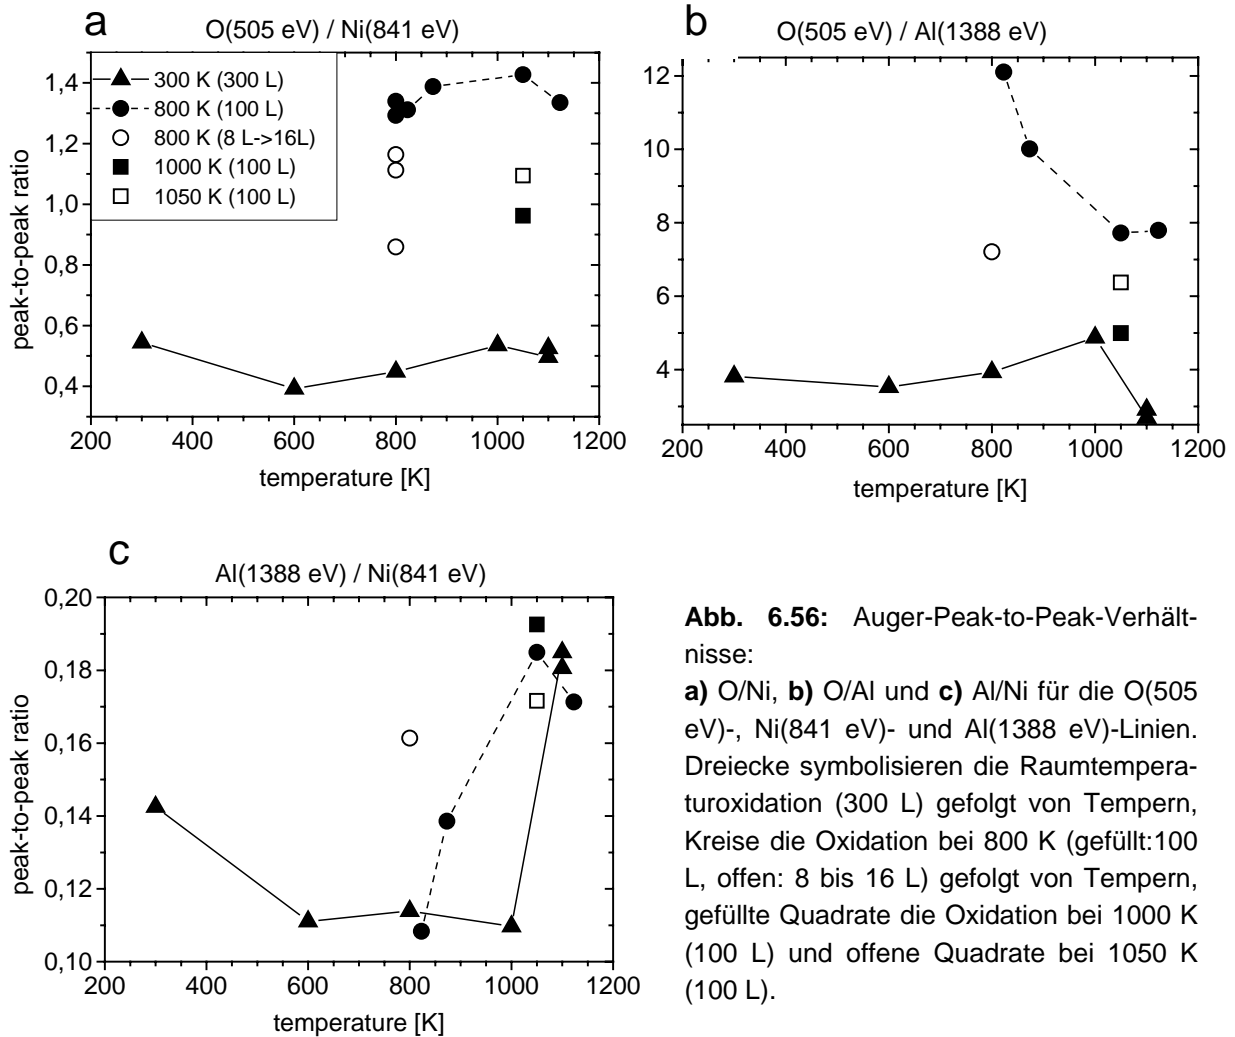 a
O(505 eV) / Ni(841 eV)
1,4
1,2
1,0
0,8
0,6
0,4
peak-to-peak ratio
300 K (300 L)
800 K (100 L)
800 K (8 L->16L)
1000 K (100 L)
1050 K (100 L)
200 400 600 800 1000 1200
temperature [K]
b
O(505 eV) / Al(1388 eV)
12
10
8
6
4
200 400 600 800 1000 1200
temperature [K]
c
Al(1388 eV) / Ni(841 eV)
0,20
0,18
0,16
0,14
0,12
0,10
peak-to-peak ratio
200 400 600 800 1000 1200
temperature [K]
Abb. 6.56: Auger-Peak-to-Peak-Verhält-
nisse:
a) O/Ni, b) O/Al und c) Al/Ni für die O(505
eV)-, Ni(841 eV)- und Al(1388 eV)-Linien.
Dreiecke symbolisieren die Raumtempera-
turoxidation (300 L) gefolgt von Tempern,
Kreise die Oxidation bei 800 K (gefüllt:100
L, offen: 8 bis 16 L) gefolgt von Tempern,
gefüllte Quadrate die Oxidation bei 1000 K
(100 L) und offene Quadrate bei 1050 K
(100 L).